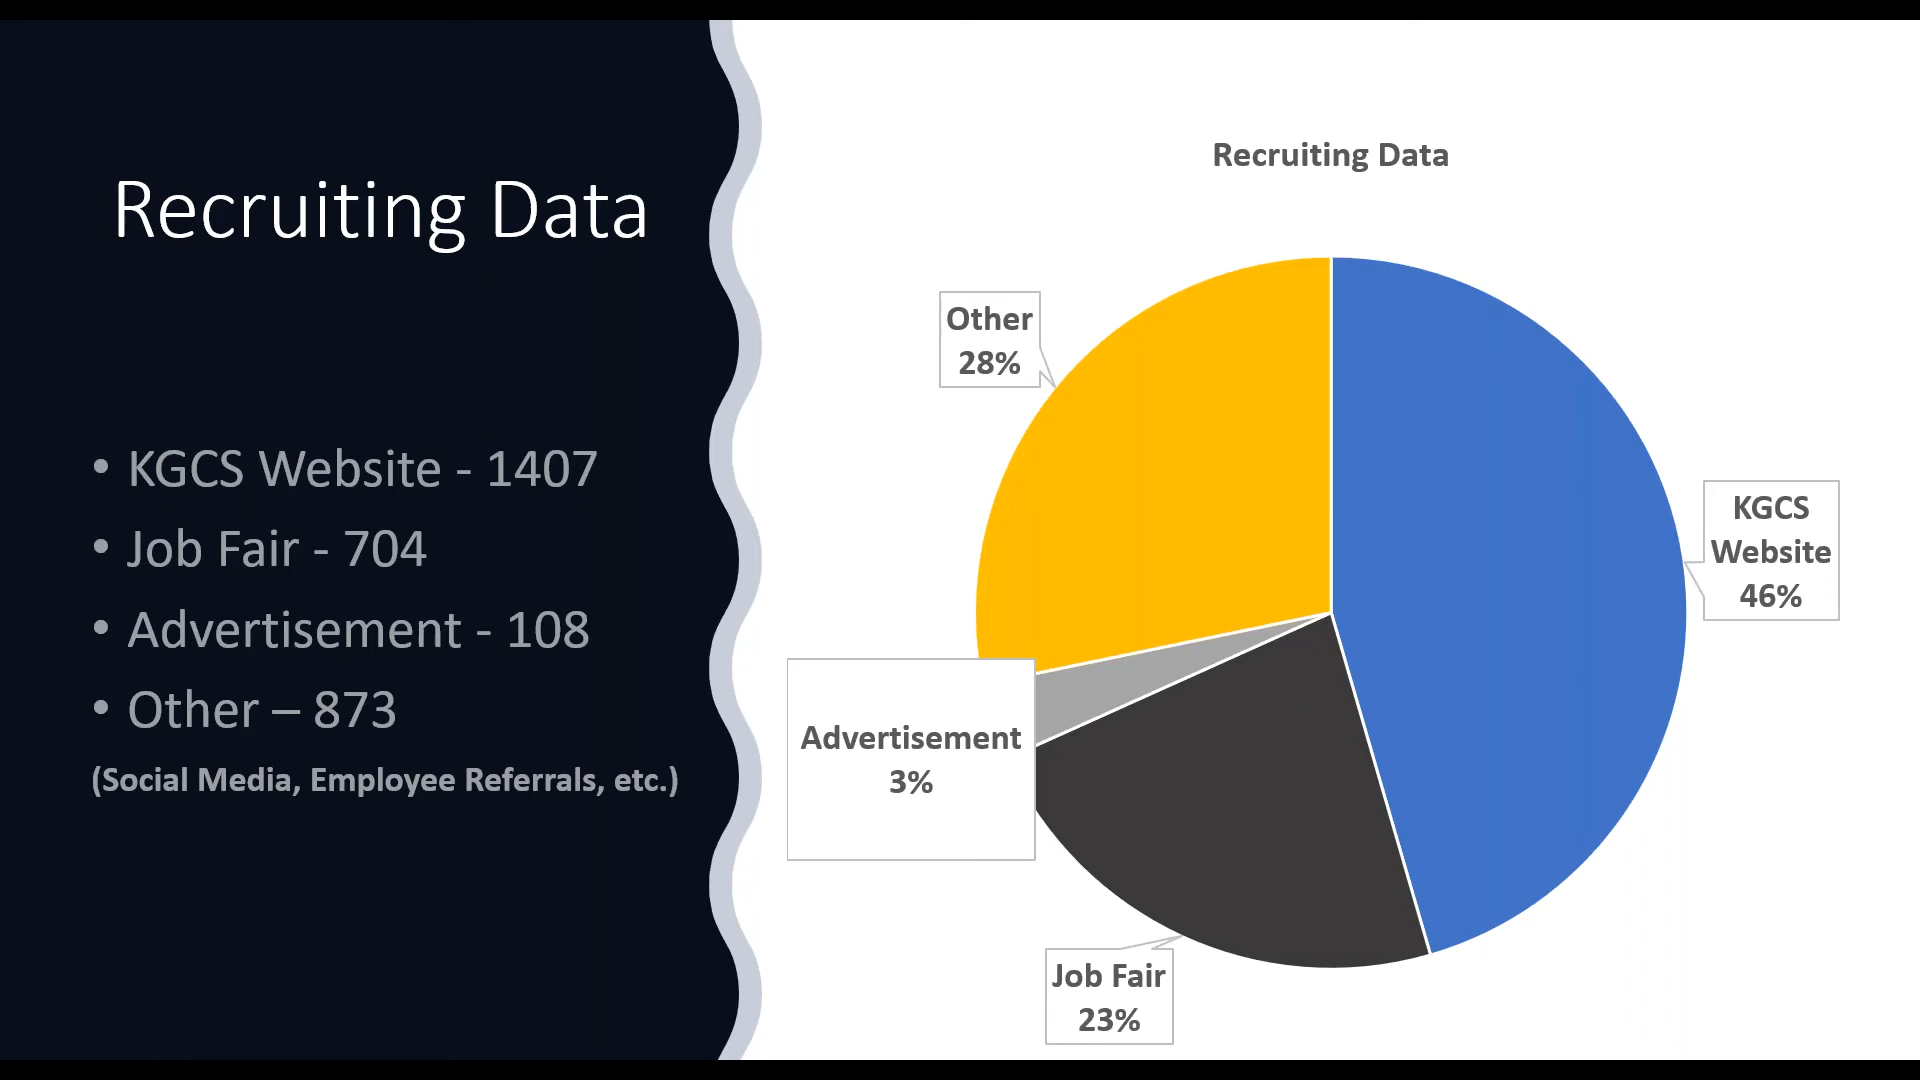 Recruiting Data
• KGCS Website - 1407
• Job Fair - 704
• Advertisement - 108
• Other – 873
(Social Media, Employee Referrals, etc.)
Recruiting Data
Other
28%
KGCS
Website
46%
Advertisement
3%
Job Fair
23%